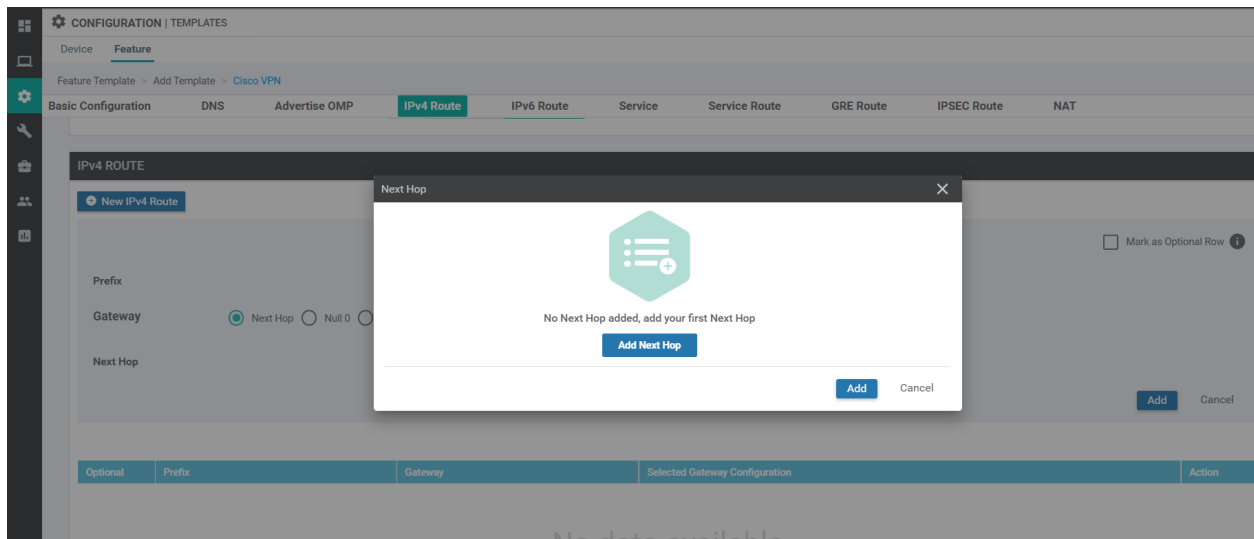 CONFIGURATION | TEMPLATES
Device Feature
Feature Template > Add Template > Cisco VPN
Basic Configuration DNS Advertise OMP IPv4 Route IPv6 Route Service Service Route GRE Route IPSEC Route NAT
IPv4 ROUTE
New IPv4 Route
Next Hop
Mark as Optional Row
Prefix
Gateway Next Hop Null 0
No Next Hop added, add your first Next Hop
Add Next Hop
Next Hop
Add Cancel
Add Cancel
Optional Prefix Gateway Selected Gateway Configuration Action
No data available